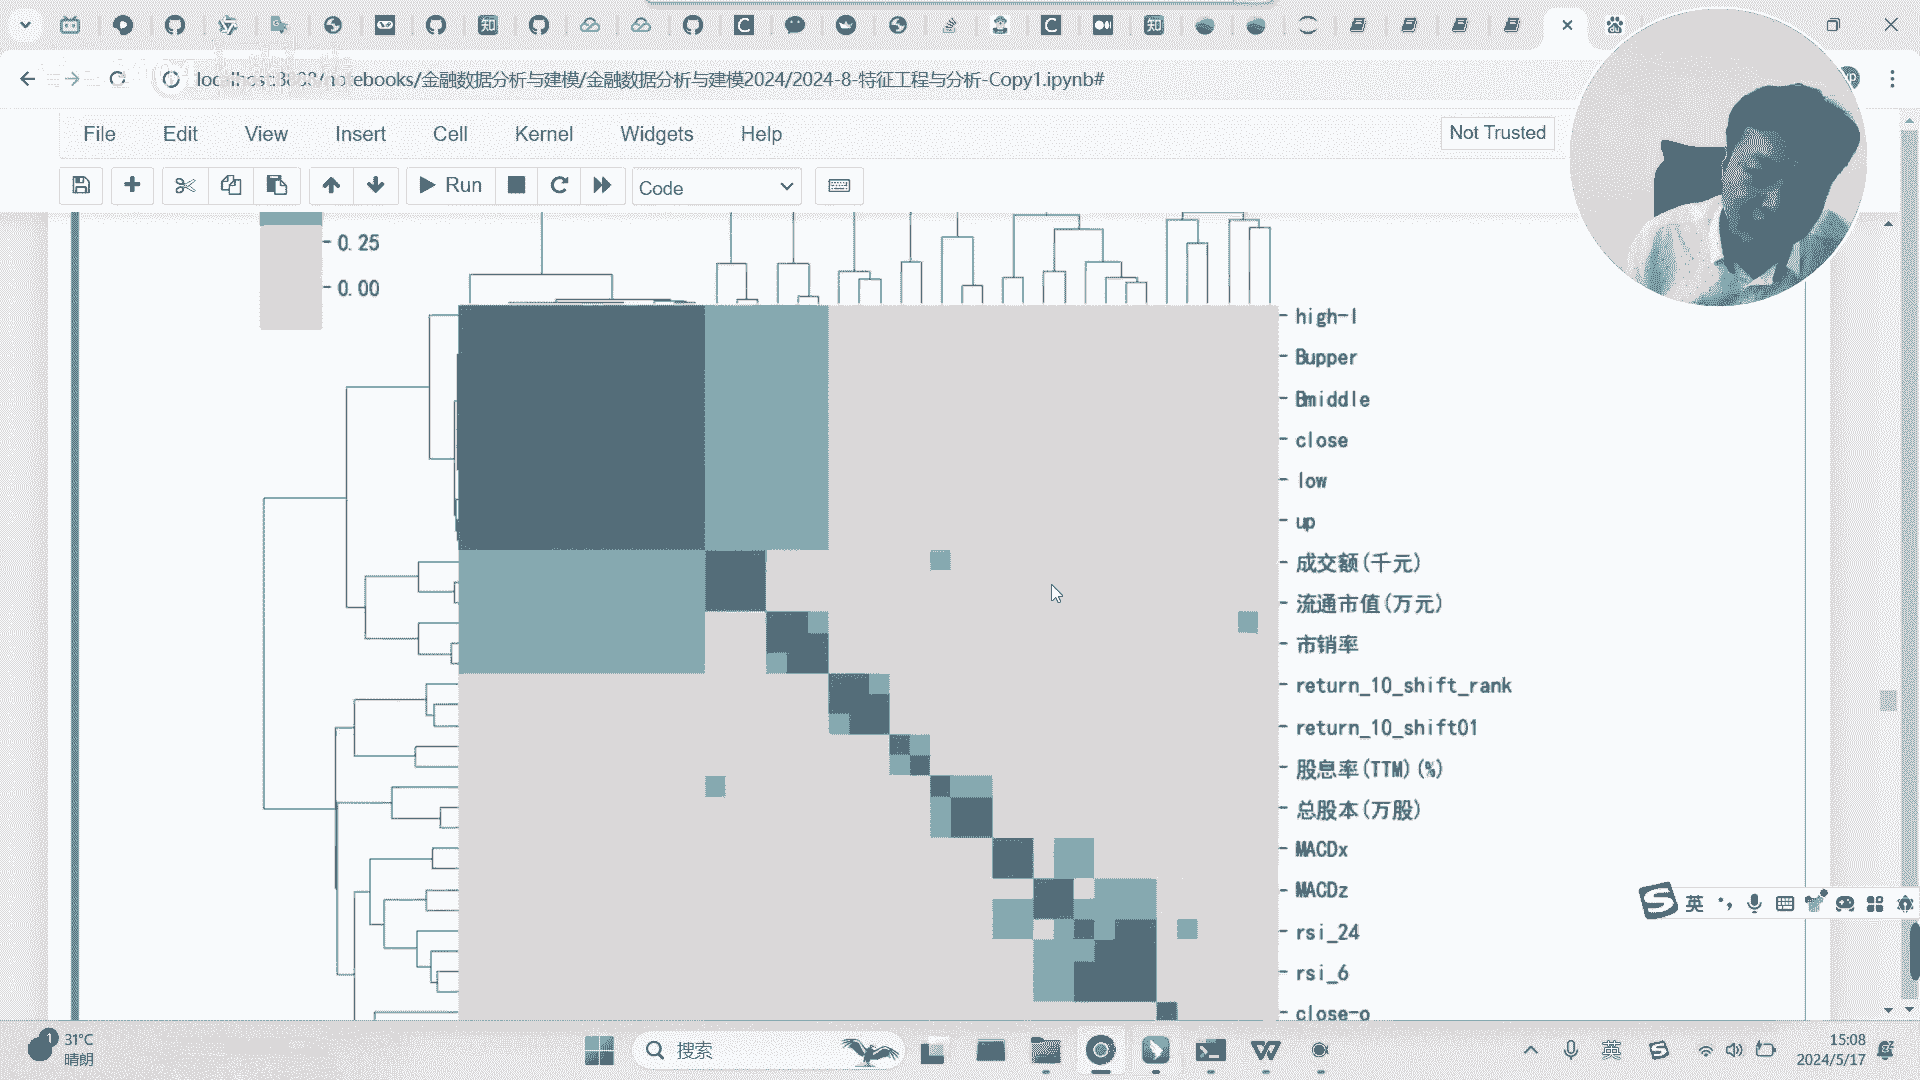 notebooks/金融数据分析与建模/金融数据分析与建模2024/2024-8-特征工程与分析-Copy1.ipynb#
File Edit View Insert Cell Kernel Widgets Help
Not Trusted
Run
Code
0.25
0.00
high-l
Bupper
Bmiddle
close
low
up
成交额(千元)
流通市值(万元)
市销率
return_10_shift_rank
return_10_shift01
股息率(TTM)(%)
总股本(万股)
MACDx
MACDz
rsi_24
rsi_6
close-o
英
1
31°C
晴朗
搜索
英
15:08
2024/5/17